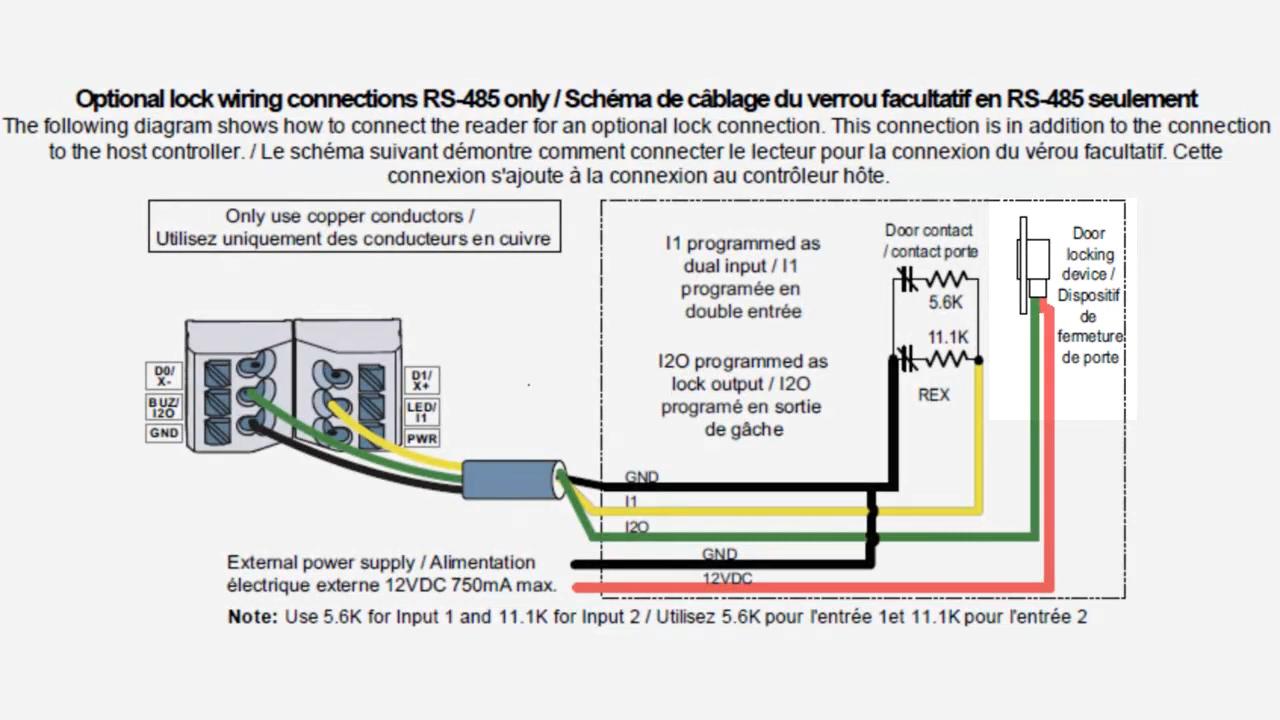 Optional lock wiring connections RS-485 only / Schéma de câblage du verrou facultatif en RS-485 seulement
The following diagram shows how to connect the reader for an optional lock connection. This connection is in addition to the connection
to the host controller. / Le schéma suivant démontre comment connecter le lecteur pour la connexion du vérou facultatif. Cette
connexion s'ajoute à la connexion au contrôleur hôte.
Only use copper conductors /
Utilisez uniquement des conducteurs en cuivre
I1 programmed as
dual input / I1
programée en
double entrée
I2O programmed as
lock output / I2O
programé en sortie
de gâche
Door contact
/ contact porte
5.6K
11.1K
REX
Door
locking
device /
Dispositif
de
fermeture
de porte
D0/
X-
BUZ/
I2O
GND
D1/
X+
LED/
I1
PWR
GND
I1
I2O
GND
12VDC
External power supply / Alimentation
électrique externe 12VDC 750mA max.
Note: Use 5.6K for Input 1 and 11.1K for Input 2 / Utilisez 5.6K pour l'entrée 1et 11.1K pour l'entrée 2